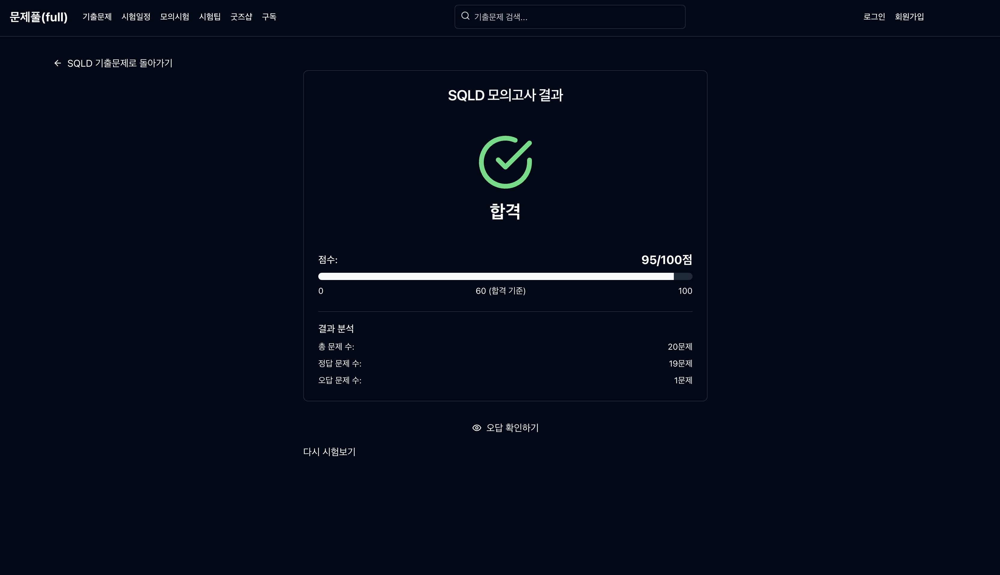 문제풀(full) 기출문제 시험일정 모의시험 시험팁 굿즈샵 구독 기출문제 검색... 로그인 회원가입
SQLD 기출문제로 돌아가기
SQLD 모의고사 결과
합격
점수: 95/100점
0 60 (합격 기준) 100
결과 분석
총 문제 수: 20문제
정답 문제 수: 19문제
오답 문제 수: 1문제
오답 확인하기
다시 시험보기